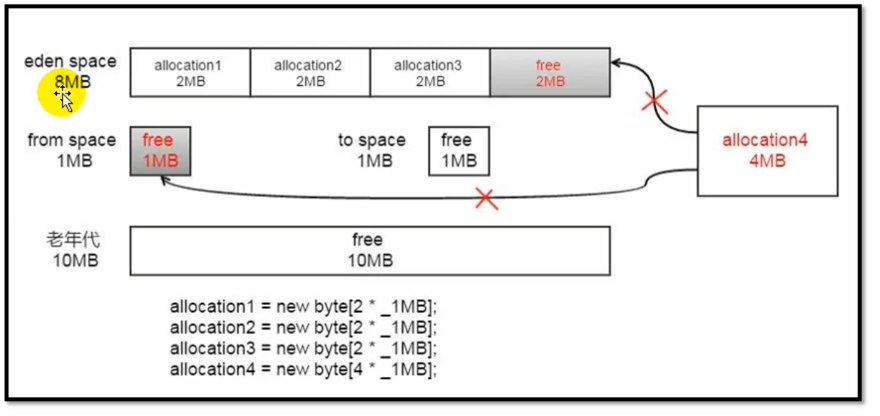 eden space
8MB
allocation1
2MB
allocation2
2MB
allocation3
2MB
free
2MB
from space
1MB
free
1MB
to space
1MB
free
1MB
allocation4
4MB
老年代
10MB
free
10MB
allocation1 = new byte[2 * _1MB];
allocation2 = new byte[2 * _1MB];
allocation3 = new byte[2 * _1MB];
allocation4 = new byte[4 * _1MB];